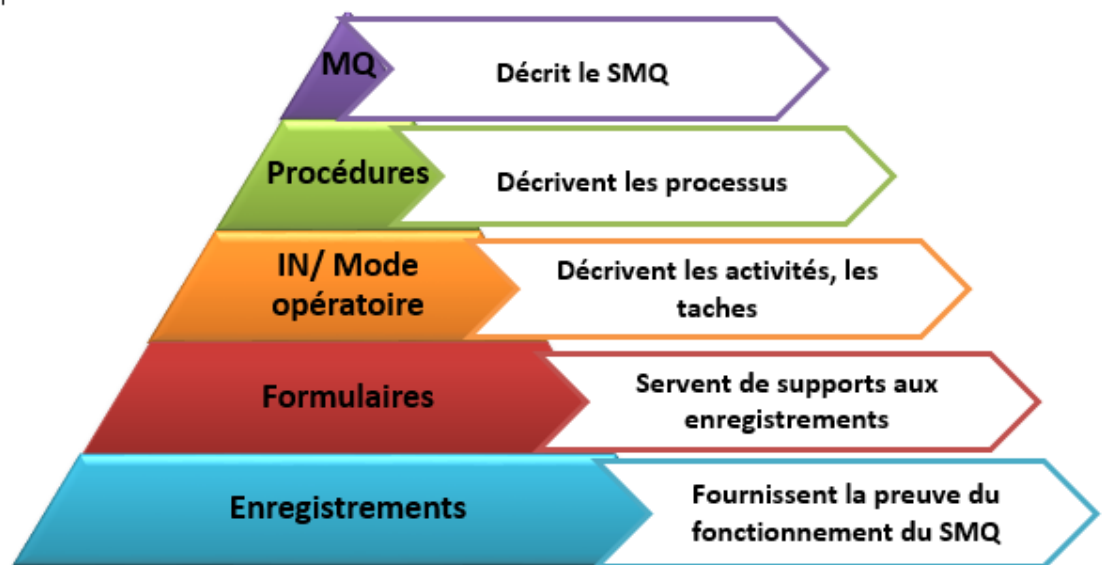 MQ
Décrit le SMQ
Procédures
Décrivent les processus
IN/ Mode
opératoire
Décrivent les activités, les
taches
Formulaires
Servent de supports aux
enregistrements
Enregistrements
Fournissent la preuve du
fonctionnement du SMQ